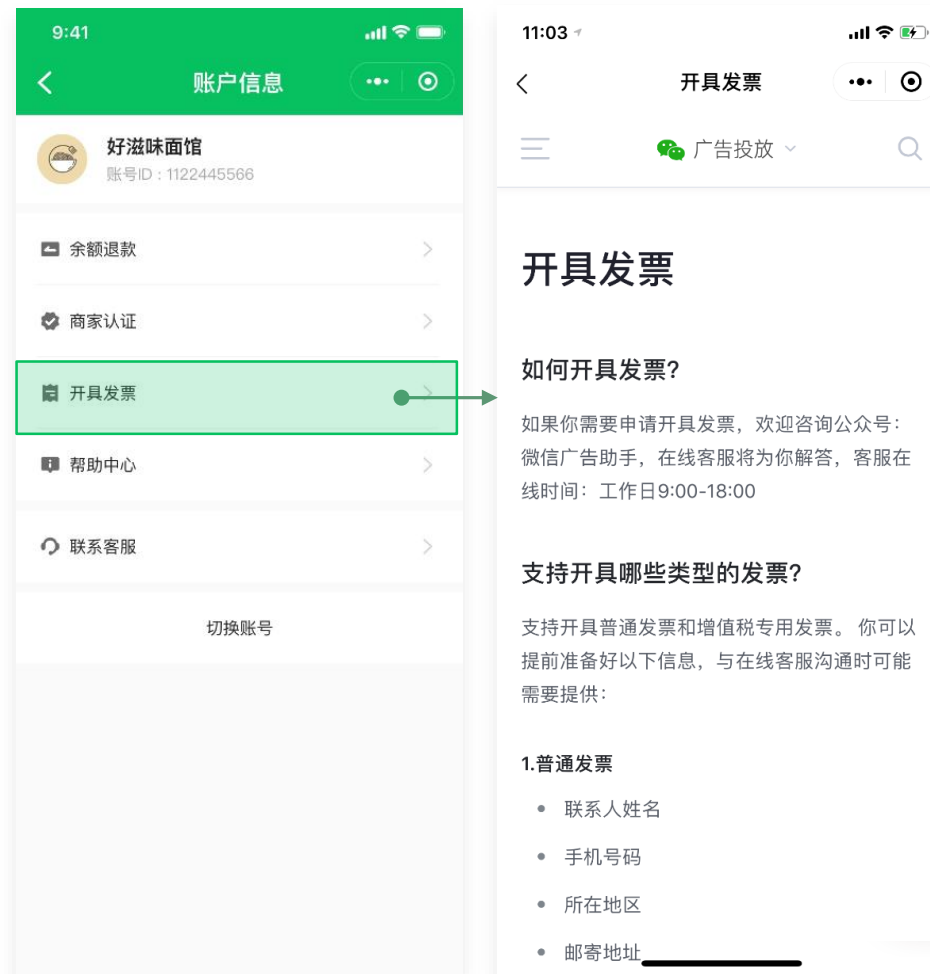 9:41
账户信息
好滋味面馆
账号ID：1122445566
余额退款
商家认证
开具发票
帮助中心
联系客服
切换账号
11:03
开具发票
广告投放
开具发票
如何开具发票?
如果你需要申请开具发票，欢迎咨询公众号：
微信广告助手，在线客服将为你解答，客服在
线时间：工作日9:00-18:00
支持开具哪些类型的发票?
支持开具普通发票和增值税专用发票。 你可以
提前准备好以下信息，与在线客服沟通时可能
需要提供：
1.普通发票
联系人姓名
手机号码
所在地区
邮寄地址